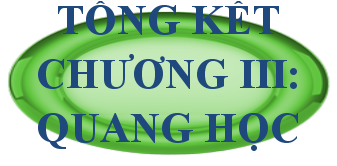 TỔNG KẾT
CHƯƠNG III:
QUANG HỌC